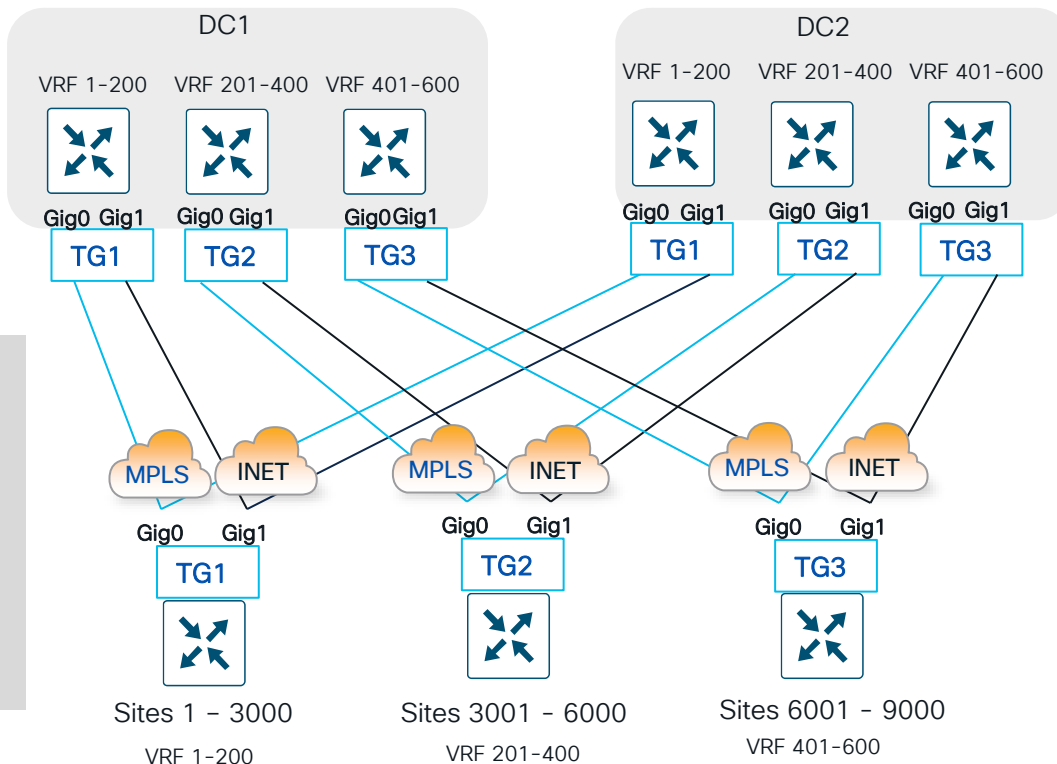 DC1
DC2
VRF 1-200
VRF 201-400
VRF 401-600
VRF 1-200
VRF 201-400
VRF 401-600
Gig0 Gig1
Gig0 Gig1
Gig0Gig1
Gig0 Gig1
Gig0 Gig1
Gig0 Gig1
TG1
TG2
TG3
TG1
TG2
TG3
MPLS
INET
MPLS
INET
MPLS
INET
Gig0
Gig1
Gig0
Gig1
Gig0
Gig1
TG1
TG2
TG3
Sites 1 - 3000
Sites 3001 - 6000
Sites 6001 - 9000
VRF 1-200
VRF 201-400
VRF 401-600